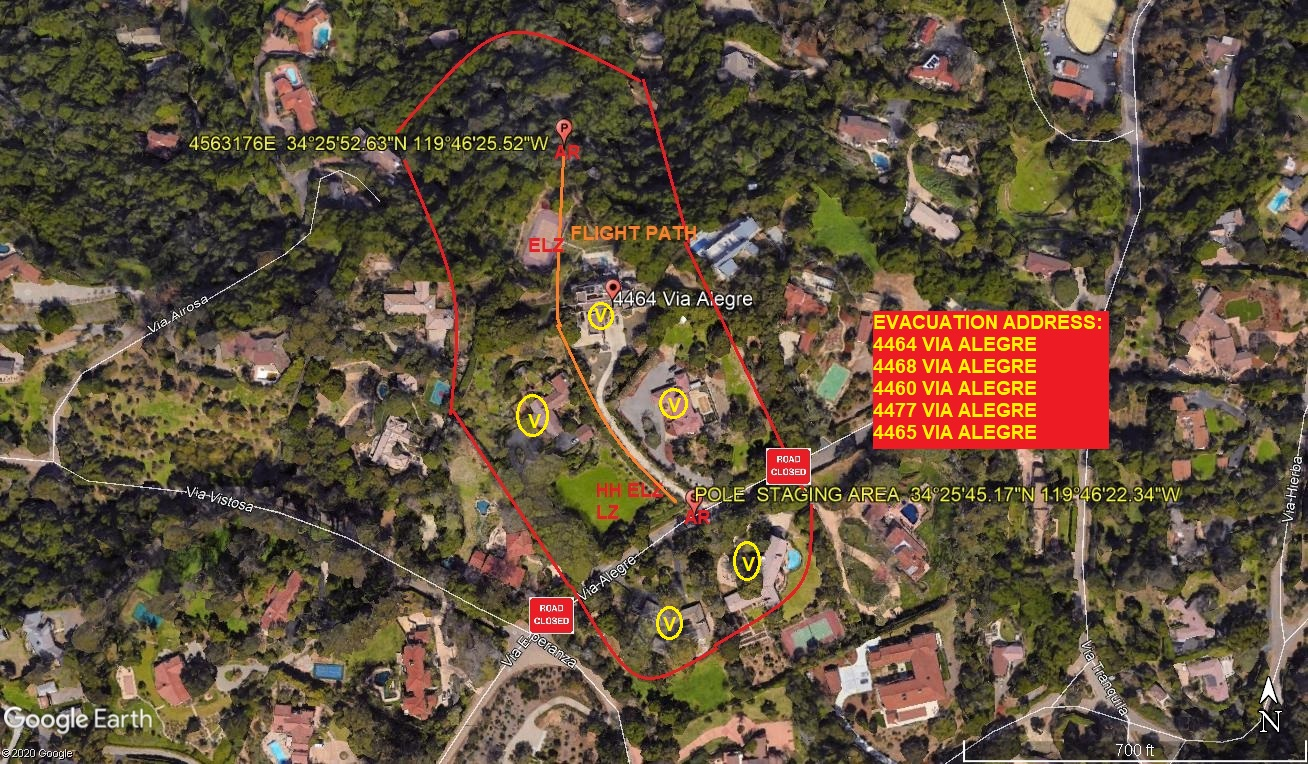 4563176E 34°25'52.63"N 119°46'25.52"W
P
AR
FLIGHT PATH
ELZ
4464 Via Alegre
V
Via Airosa
EVACUATION ADDRESS:
4464 VIA ALEGRE
4468 VIA ALEGRE
4460 VIA ALEGRE
4477 VIA ALEGRE
4465 VIA ALEGRE
V
V
ROAD
CLOSED
HH ELZ
LZ
POLE STAGING AREA 34°25'45.17"N 119°46'22.34"W
AR
Via Vistosa
Via Hierba
V
Via Alegre
ROAD
CLOSED
V
Via Tranquila
Google Earth
©2020 Google
N
700 ft